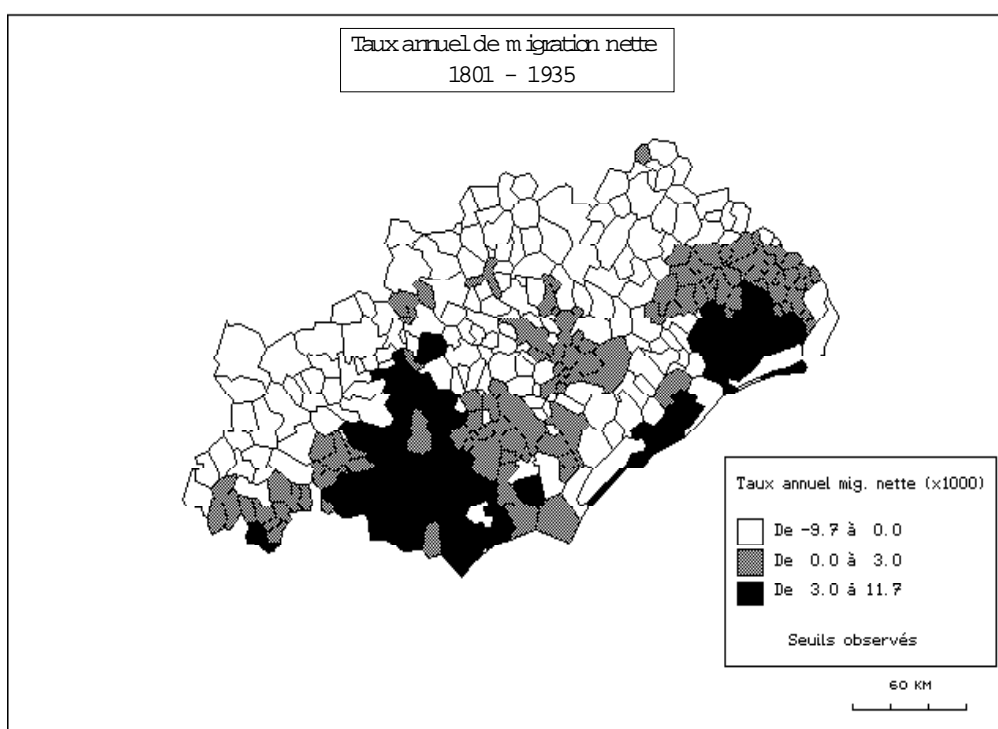 Taux annuel de migration nette
1801 - 1935
Taux annuel mig. nette (x1000)
De -9.7 à 0.0
De 0.0 à 3.0
De 3.0 à 11.7
Seuils observés
60 KM